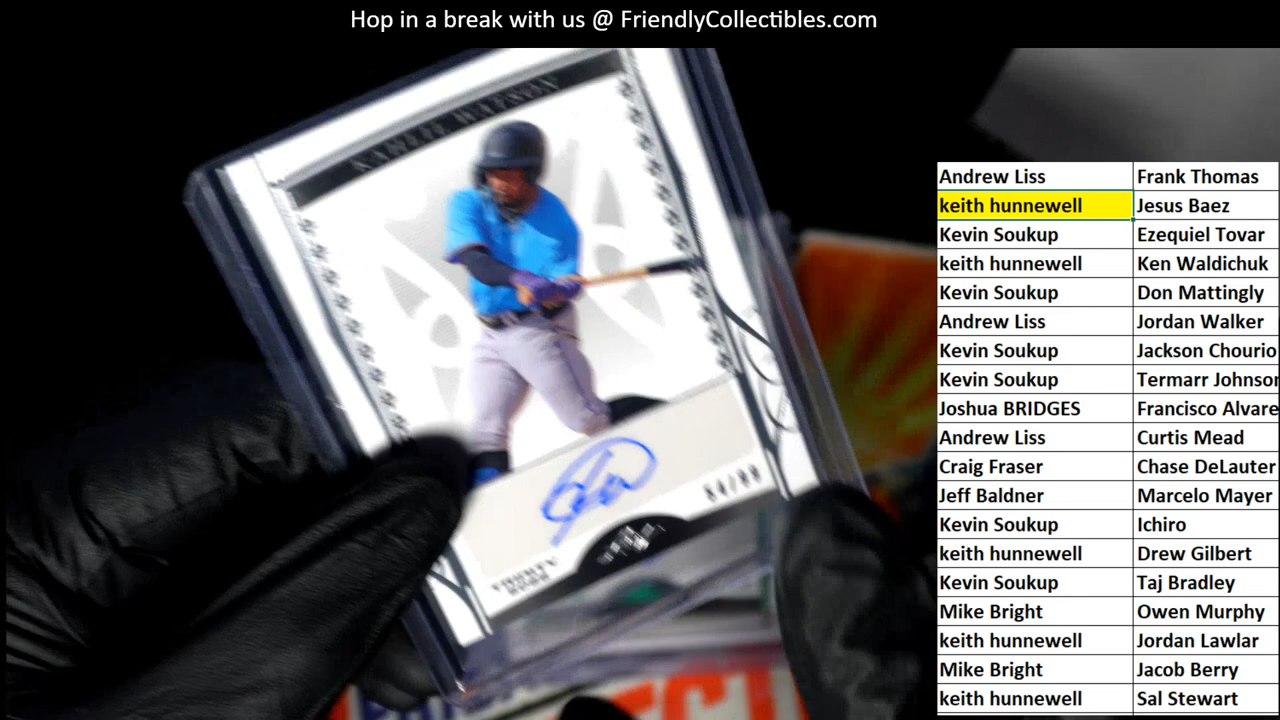 Hop in a break with us @ FriendlyCollectibles.com
KAHLIL WATSON
54/99
Andrew Liss Frank Thomas
keith hunnewell Jesus Baez
Kevin Soukup Ezequiel Tovar
keith hunnewell Ken Waldichuk
Kevin Soukup Don Mattingly
Andrew Liss Jordan Walker
Kevin Soukup Jackson Chourio
Kevin Soukup Termarr Johnson
Joshua BRIDGES Francisco Alvare
Andrew Liss Curtis Mead
Craig Fraser Chase DeLauter
Jeff Baldner Marcelo Mayer
Kevin Soukup Ichiro
keith hunnewell Drew Gilbert
Kevin Soukup Taj Bradley
Mike Bright Owen Murphy
keith hunnewell Jordan Lawlar
Mike Bright Jacob Berry
keith hunnewell Sal Stewart